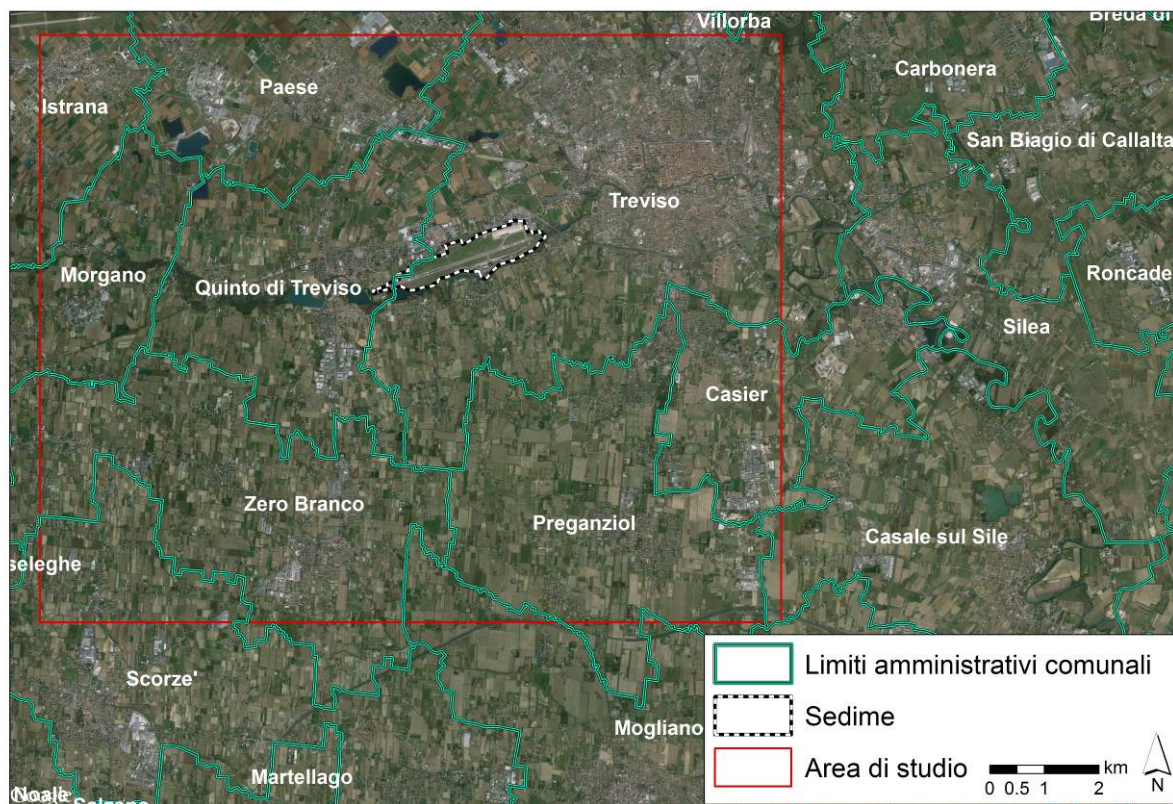 Villorba
Breda di
Carbonera
Paese
Istrana
San Biagio di Callalta
Treviso
Morgano
Quinto di Treviso
Roncade
Silea
Casier
Zero Branco
Preganziol
Casale sul Sile
seleghe
Scorze'
Mogliano
Martellago
Noale
Salzano
Limiti amministrativi comunali
Sedime
Area di studio
km
0 0.5 1 2
N